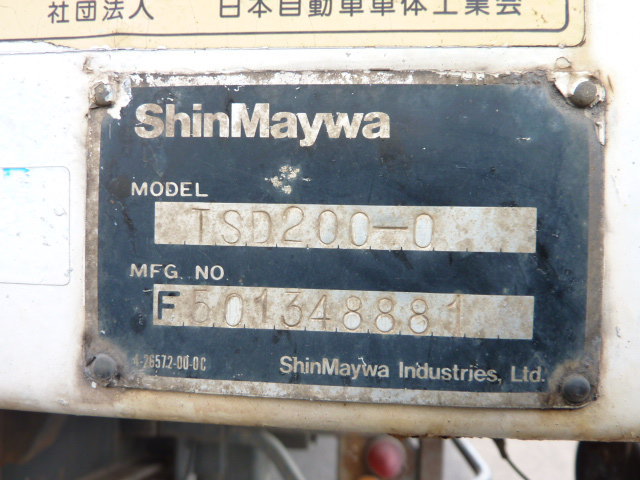 社団法人 日本自動車車体工業会
ShinMaywa
MODEL
TSD200-0
MFG. NO.
F501348881
4-26572-00-0C
ShinMaywa Industries, Ltd.